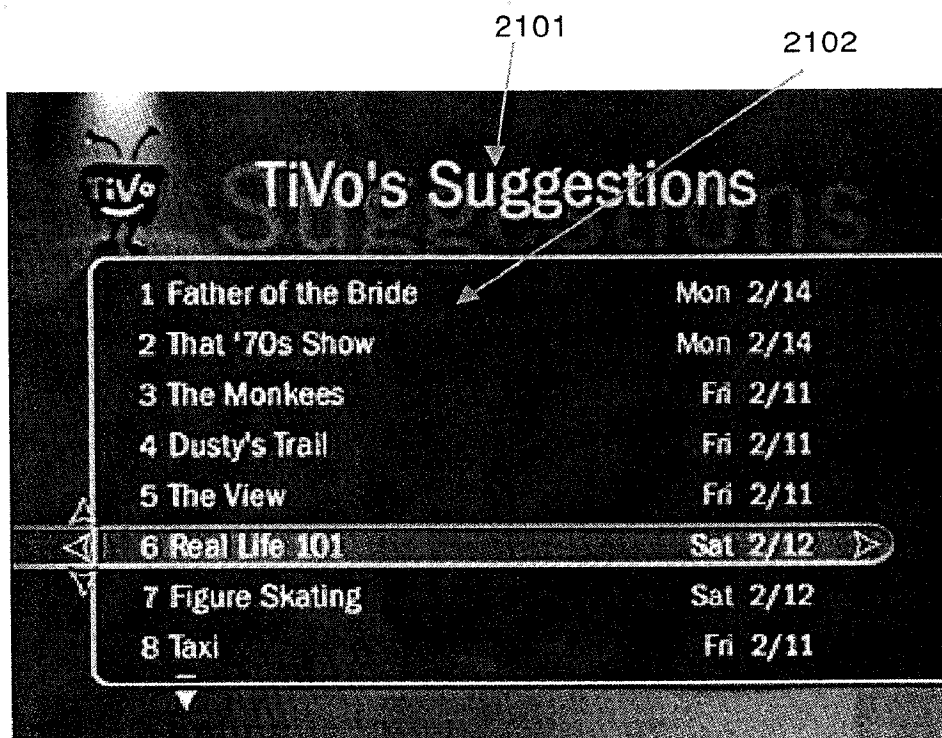 2101
2102
TiVo
TiVo's Suggestions
Suggestions
1 Father of the Bride Mon 2/14
2 That '70s Show Mon 2/14
3 The Monkees Fri 2/11
4 Dusty's Trail Fri 2/11
5 The View Fri 2/11
6 Real Life 101 Sat 2/12
7 Figure Skating Sat 2/12
8 Taxi Fri 2/11